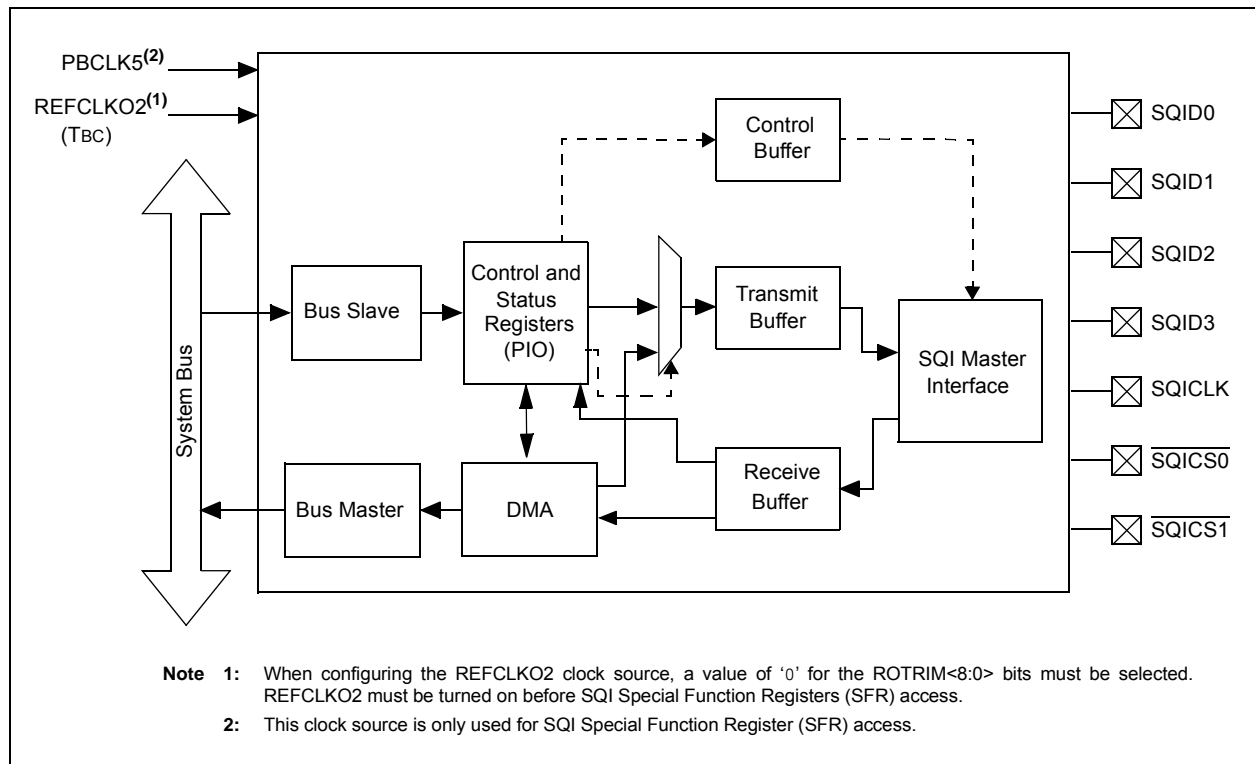 PBCLK5(2)
REFCLKO2(1)
(TBC)
System Bus
Bus Slave
Control and
Status
Registers
(PIO)
Control
Buffer
Transmit
Buffer
SQI Master
Interface
Bus Master
DMA
Receive
Buffer
SQID0
SQID1
SQID2
SQID3
SQICLK
SQICS0
SQICS1
Note 1: When configuring the REFCLKO2 clock source, a value of ‘0’ for the ROTRIM<8:0> bits must be selected.
REFCLKO2 must be turned on before SQI Special Function Registers (SFR) access.
2: This clock source is only used for SQI Special Function Register (SFR) access.